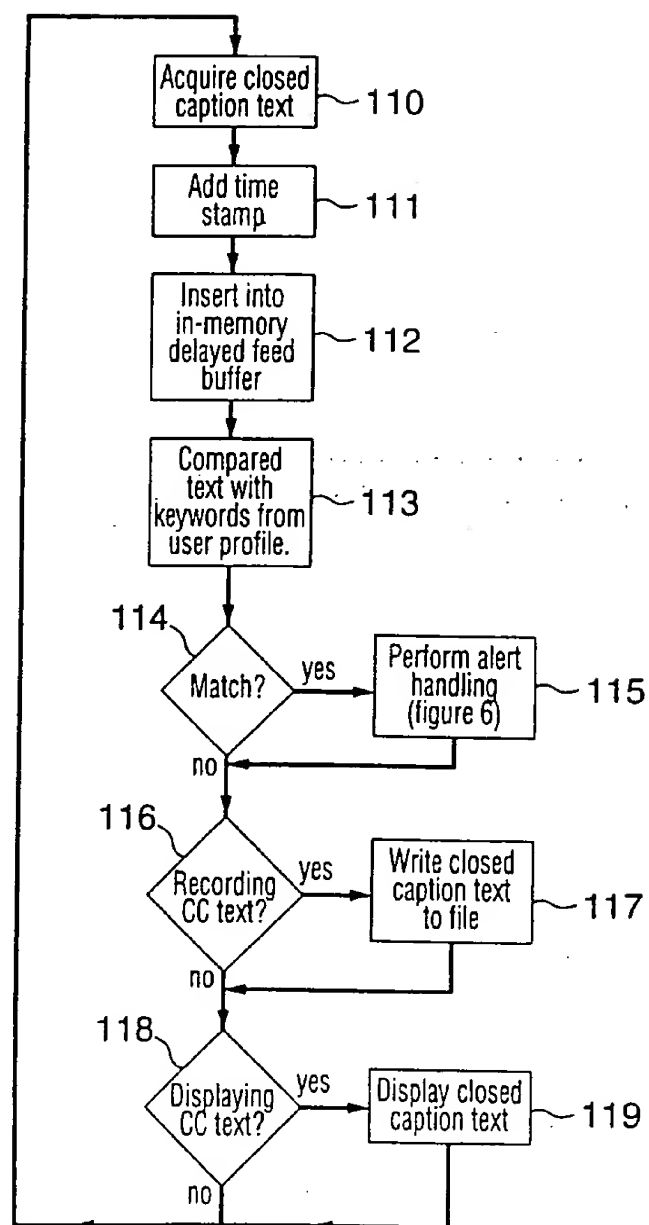 Acquire closed
caption text
110
Add time
stamp
111
Insert into
in-memory
delayed feed
buffer
112
Compared
text with
keywords from
user profile.
113
114
Match?
yes
Perform alert
handling
(figure 6)
115
no
116
Recording
CC text?
yes
Write closed
caption text
to file
117
no
118
Displaying
CC text?
yes
Display closed
caption text
119
no